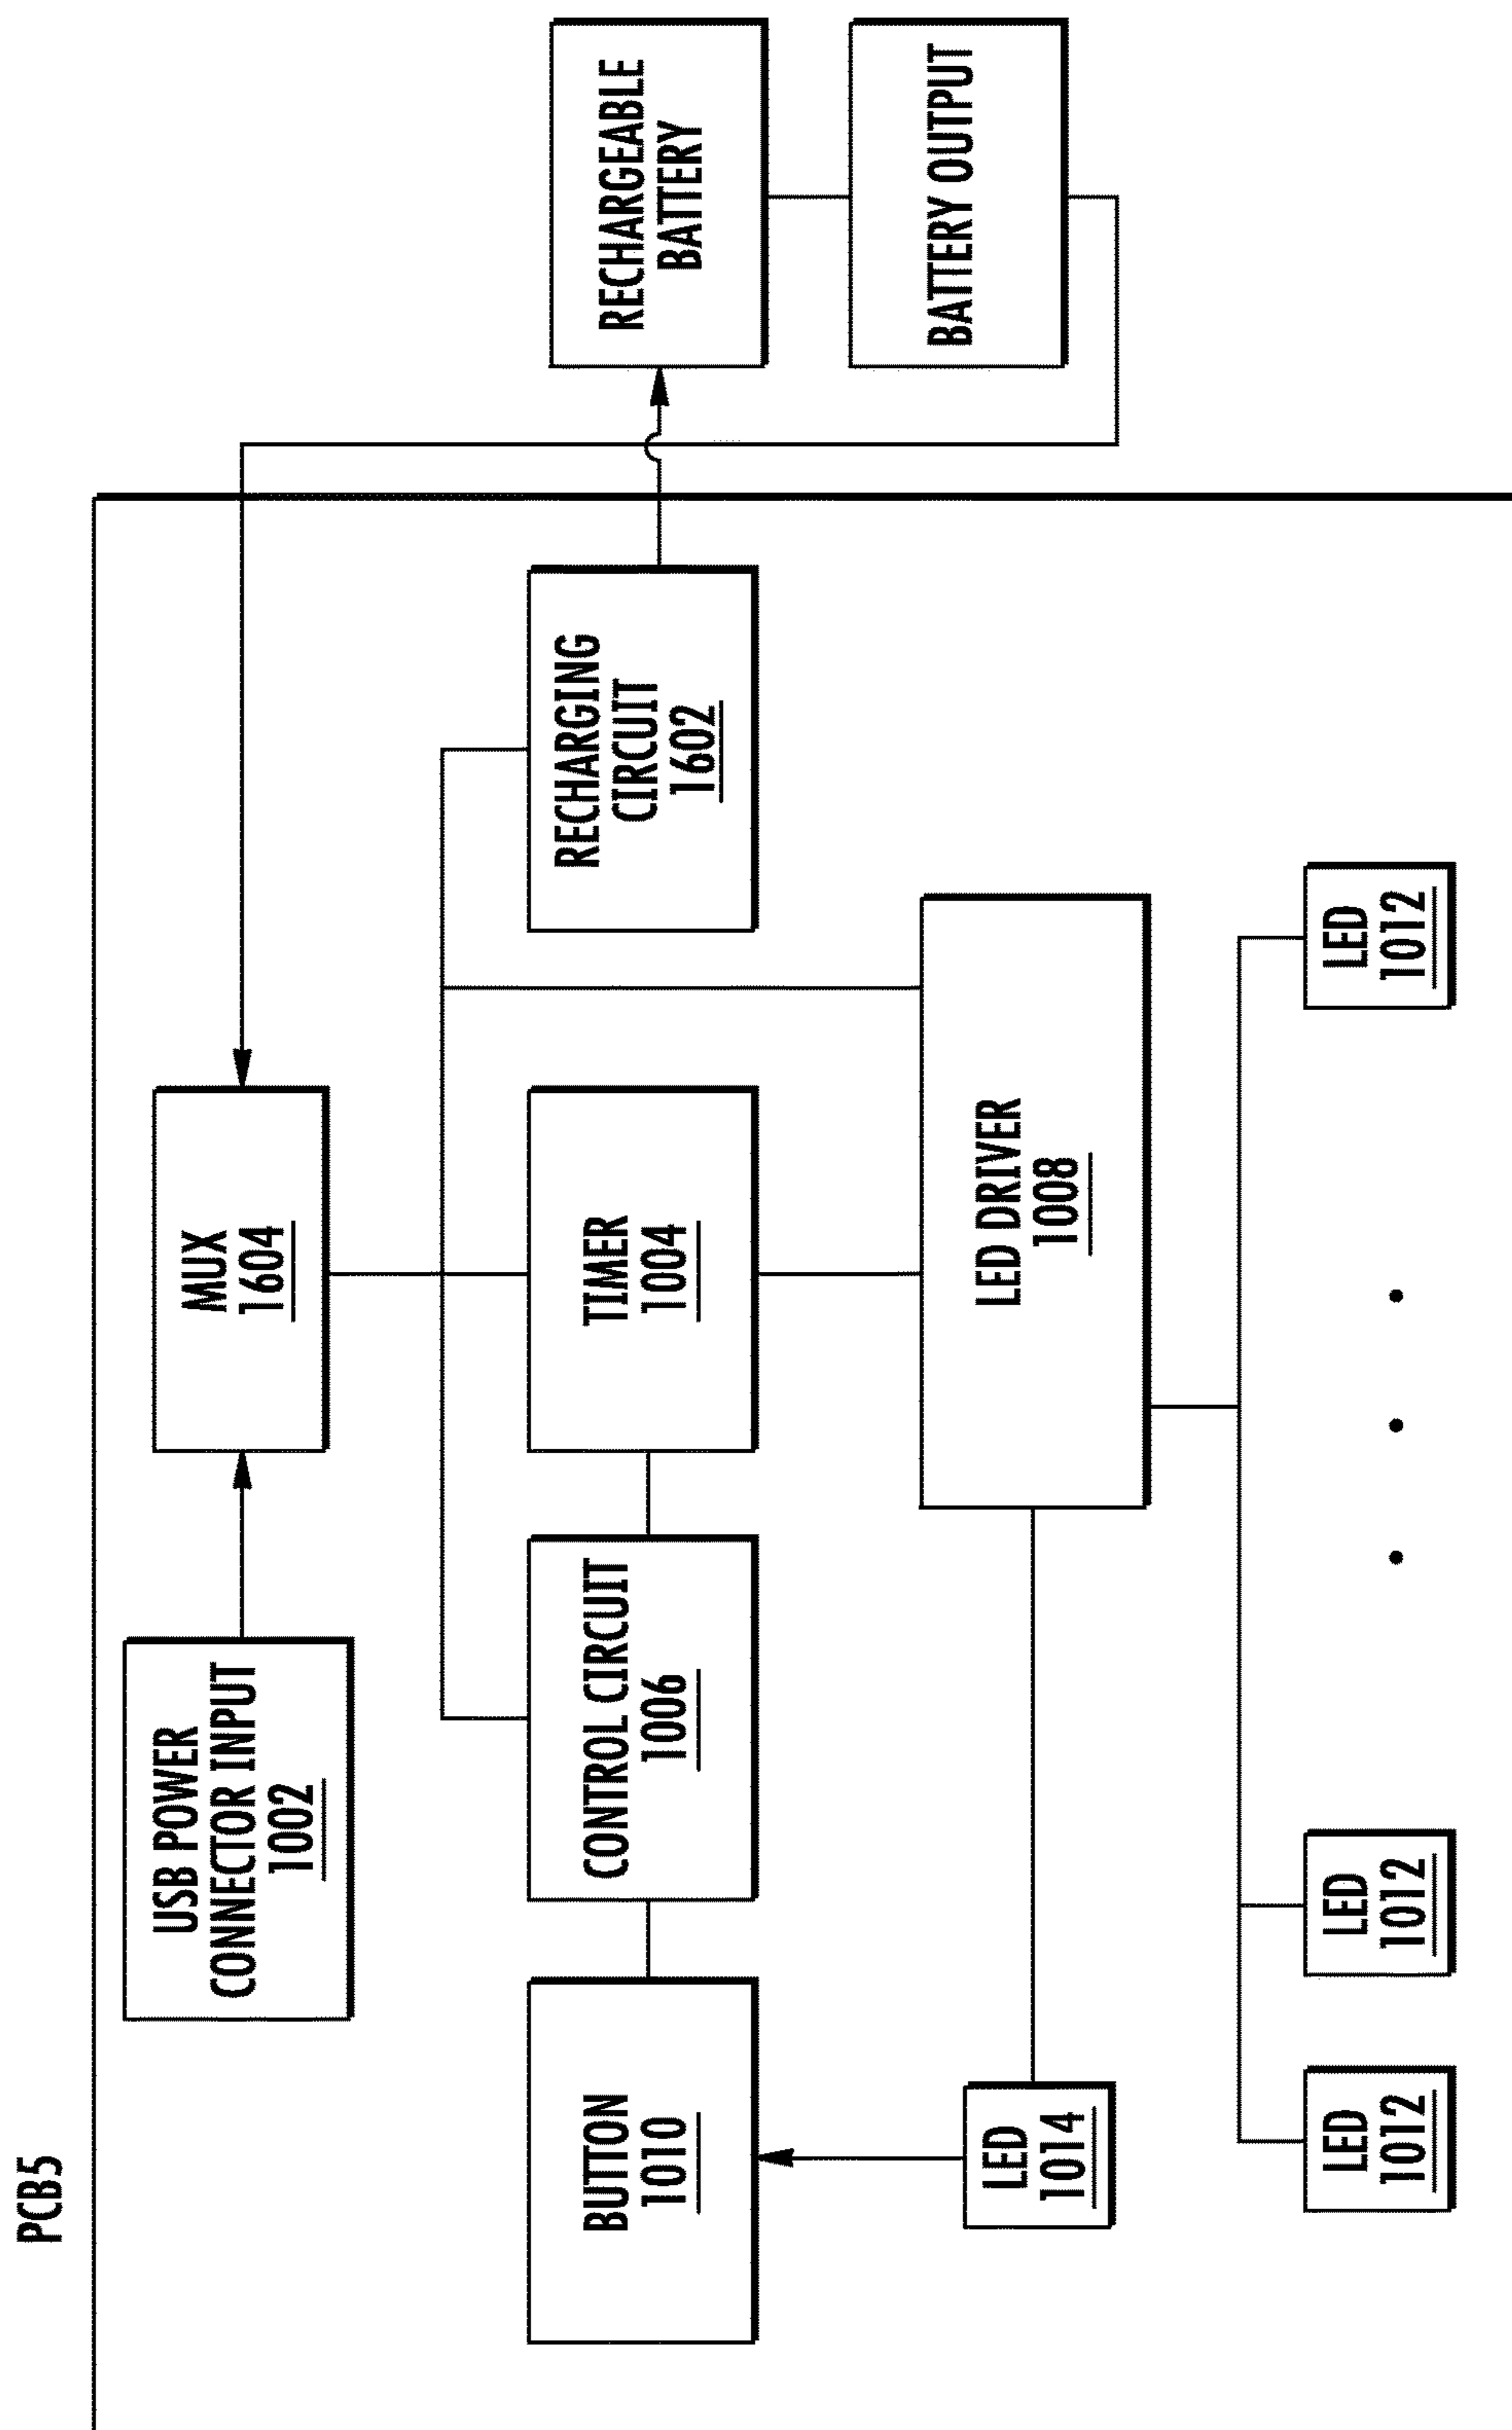 PCB5
USB POWER
CONNECTOR INPUT
1002
MUX
1604
BUTTON
1010
CONTROL CIRCUIT
1006
TIMER
1004
RECHARGING
CIRCUIT
1602
RECHARGEABLE
BATTERY
BATTERY OUTPUT
LED
1014
LED DRIVER
1008
LED
1012
LED
1012
LED
1012